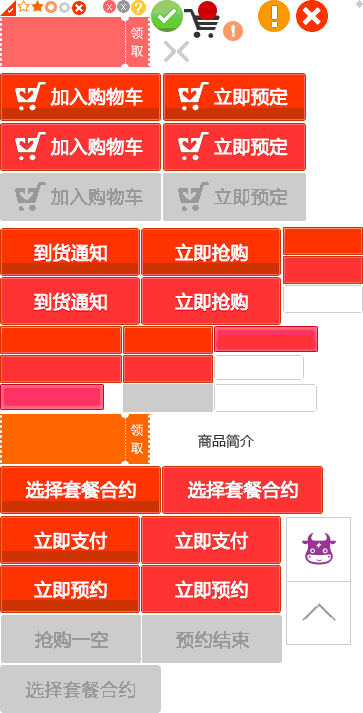 领
取
加入购物车
立即预定
加入购物车
立即预定
加入购物车
立即预定
到货通知
立即抢购
到货通知
立即抢购
领
取
商品簡介
选择套餐合约
选择套餐合约
立即支付
立即支付
立即预约
立即预约
抢购一空
预约结束
选择套餐合约